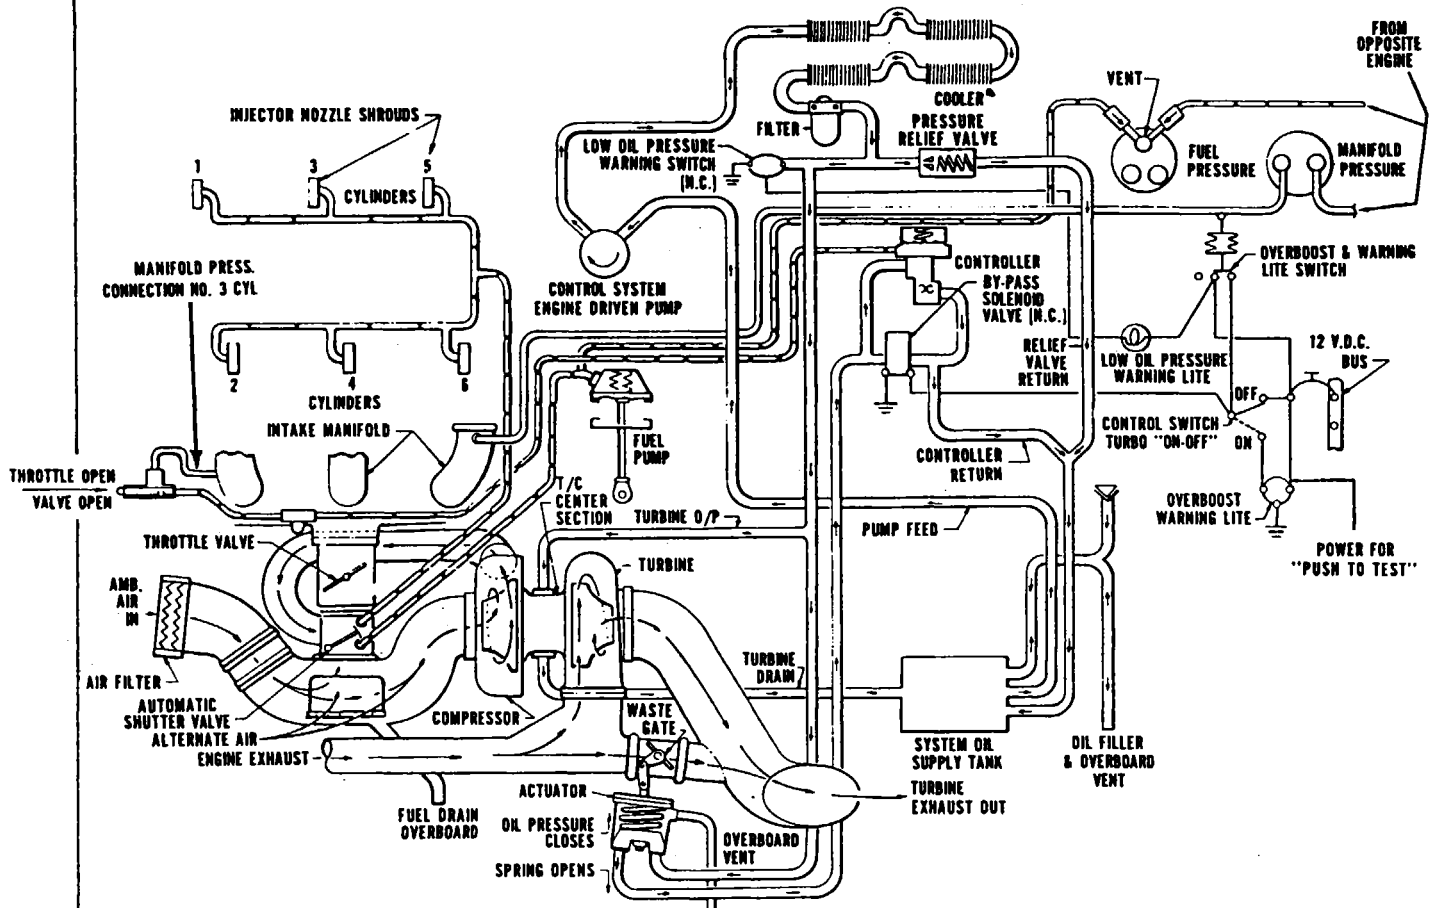 FROM
OPPOSITE
ENGINE
VENT
COOLER
INJECTOR NOZZLE SHROUDS
FILTER
PRESSURE
RELIEF VALVE
LOW OIL PRESSURE
WARNING SWITCH
(N.C.)
FUEL
PRESSURE
MANIFOLD
PRESSURE
1
3
5
CYLINDERS
MANIFOLD PRESS.
CONNECTION NO. 3 CYL
CONTROL SYSTEM
ENGINE DRIVEN PUMP
CONTROLLER
BY-PASS
SOLENOID
VALVE (N.C.)
OVERBOOST & WARNING
LITE SWITCH
RELIEF
VALVE
RETURN
LOW OIL PRESSURE
WARNING LITE
12 V.D.C.
BUS
2
4
6
CYLINDERS
OFF
CONTROL SWITCH
TURBO "ON-OFF"
ON
INTAKE MANIFOLD
FUEL
PUMP
CONTROLLER
RETURN
THROTTLE OPEN
VALVE OPEN
T/C
CENTER
SECTION
TURBINE O/P
PUMP FEED
OVERBOOST
WARNING LITE
THROTTLE VALVE
TURBINE
POWER FOR
"PUSH TO TEST"
AMB.
AIR
IN
AIR FILTER
TURBINE
DRAIN
AUTOMATIC
SHUTTER VALVE
ALTERNATE AIR
ENGINE EXHAUST
COMPRESSOR
WASTE
GATE
SYSTEM OIL
SUPPLY TANK
OIL FILLER
& OVERBOARD
VENT
ACTUATOR
TURBINE
EXHAUST OUT
FUEL DRAIN
OVERBOARD
OIL PRESSURE
CLOSES
OVERBOARD
VENT
SPRING OPENS